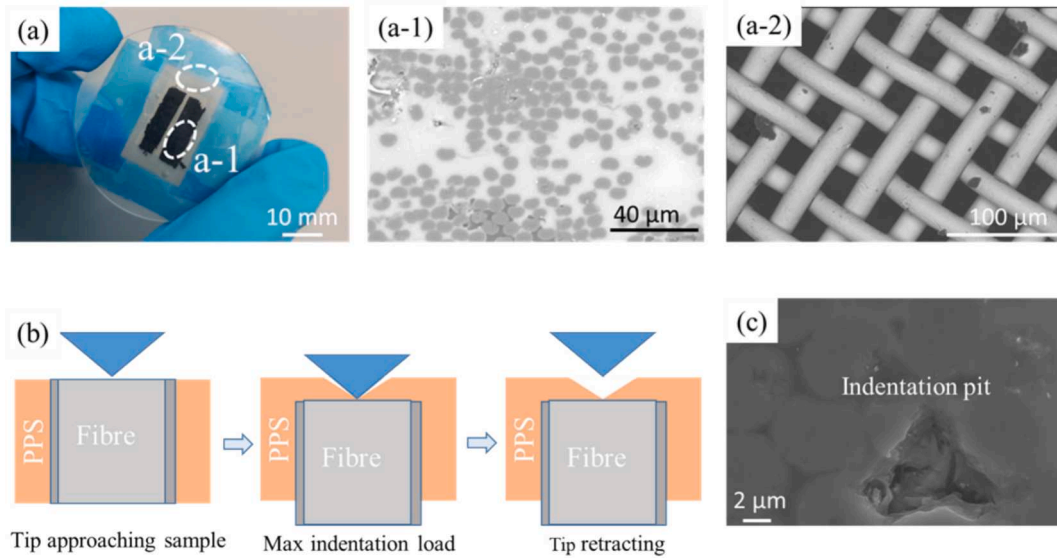 (a)
a-2
a-1
10 mm
(a-1)
40 µm
(a-2)
100 µm
(b)
PPS
Fibre
PPS
Fibre
PPS
Fibre
Tip approaching sample
Max indentation load
Tip retracting
(c)
Indentation pit
2 µm